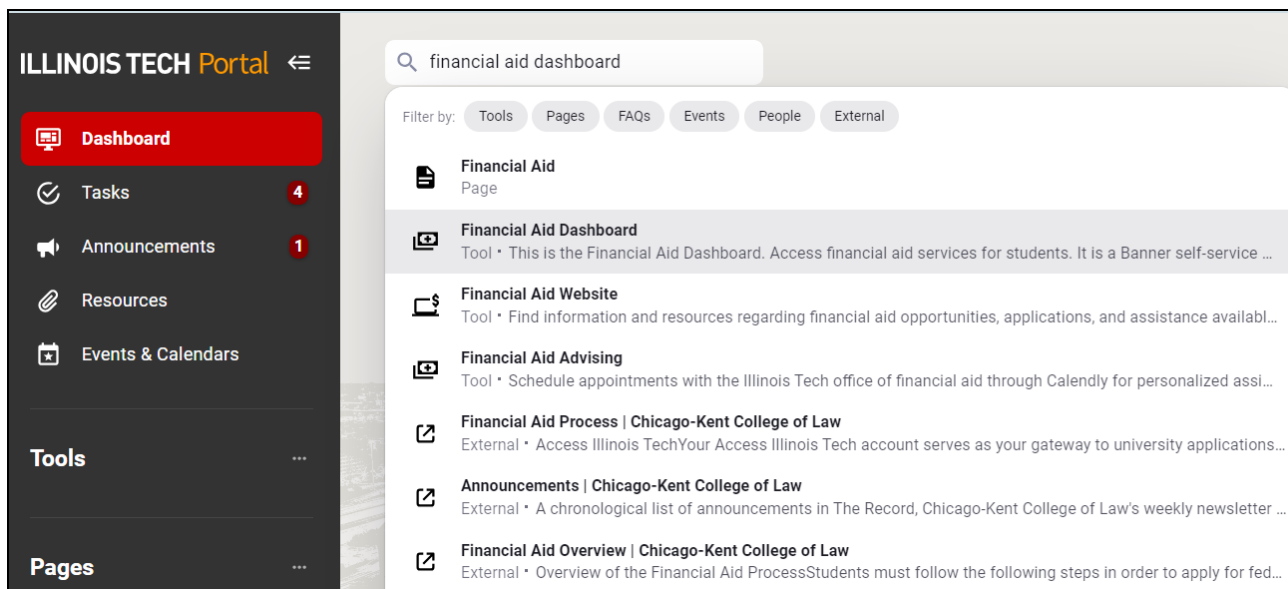 ILLINOIS TECH Portal
Dashboard
Tasks 4
Announcements 1
Resources
Events & Calendars
Tools ...
Pages ...
financial aid dashboard
Filter by: Tools Pages FAQs Events People External
Financial Aid
Page
Financial Aid Dashboard
Tool • This is the Financial Aid Dashboard. Access financial aid services for students. It is a Banner self-service ...
Financial Aid Website
Tool • Find information and resources regarding financial aid opportunities, applications, and assistance availabl...
Financial Aid Advising
Tool • Schedule appointments with the Illinois Tech office of financial aid through Calendly for personalized assi...
Financial Aid Process | Chicago-Kent College of Law
External • Access Illinois TechYour Access Illinois Tech account serves as your gateway to university applications...
Announcements | Chicago-Kent College of Law
External • A chronological list of announcements in The Record, Chicago-Kent College of Law's weekly newsletter ...
Financial Aid Overview | Chicago-Kent College of Law
External • Overview of the Financial Aid ProcessStudents must follow the following steps in order to apply for fed...